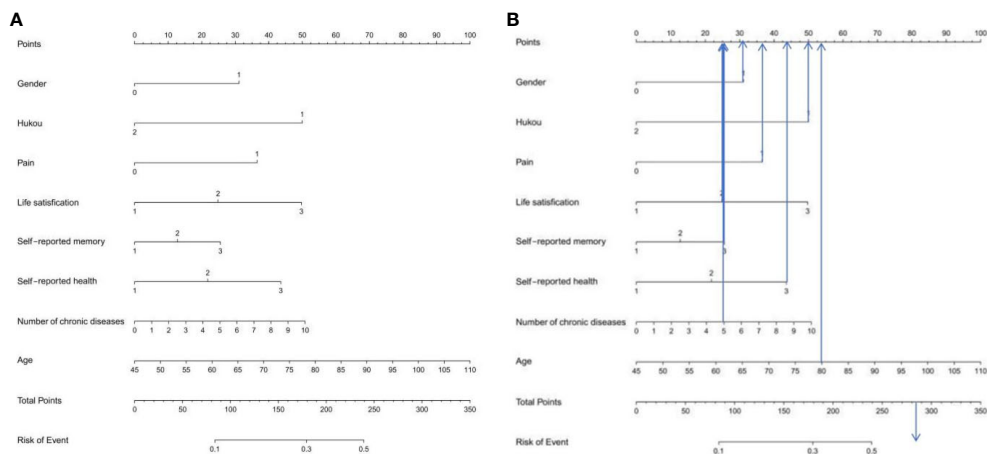 A
Points
0 10 20 30 40 50 60 70 80 90 100
Gender
1
0
Hukou
1
2
Pain
1
0
Life satisfication
2
1 3
Self-reported memory
2
1 3
Self-reported health
2
1 3
Number of chronic diseases
0 1 2 3 4 5 6 7 8 9 10
Age
45 50 55 60 65 70 75 80 85 90 95 100 105 110
Total Points
0 50 100 150 200 250 300 350
Risk of Event
0.1 0.3 0.5
B
Points
0 10 20 30 40 50 60 70 80 90 100
Gender
1
0
Hukou
1
2
Pain
1
0
Life satisfication
2
1 3
Self-reported memory
2
1 3
Self-reported health
2
1 3
Number of chronic diseases
0 1 2 3 4 5 6 7 8 9 10
Age
45 50 55 60 65 70 75 80 85 90 95 100 105 110
Total Points
0 50 100 150 200 250 300 350
Risk of Event
0.1 0.3 0.5